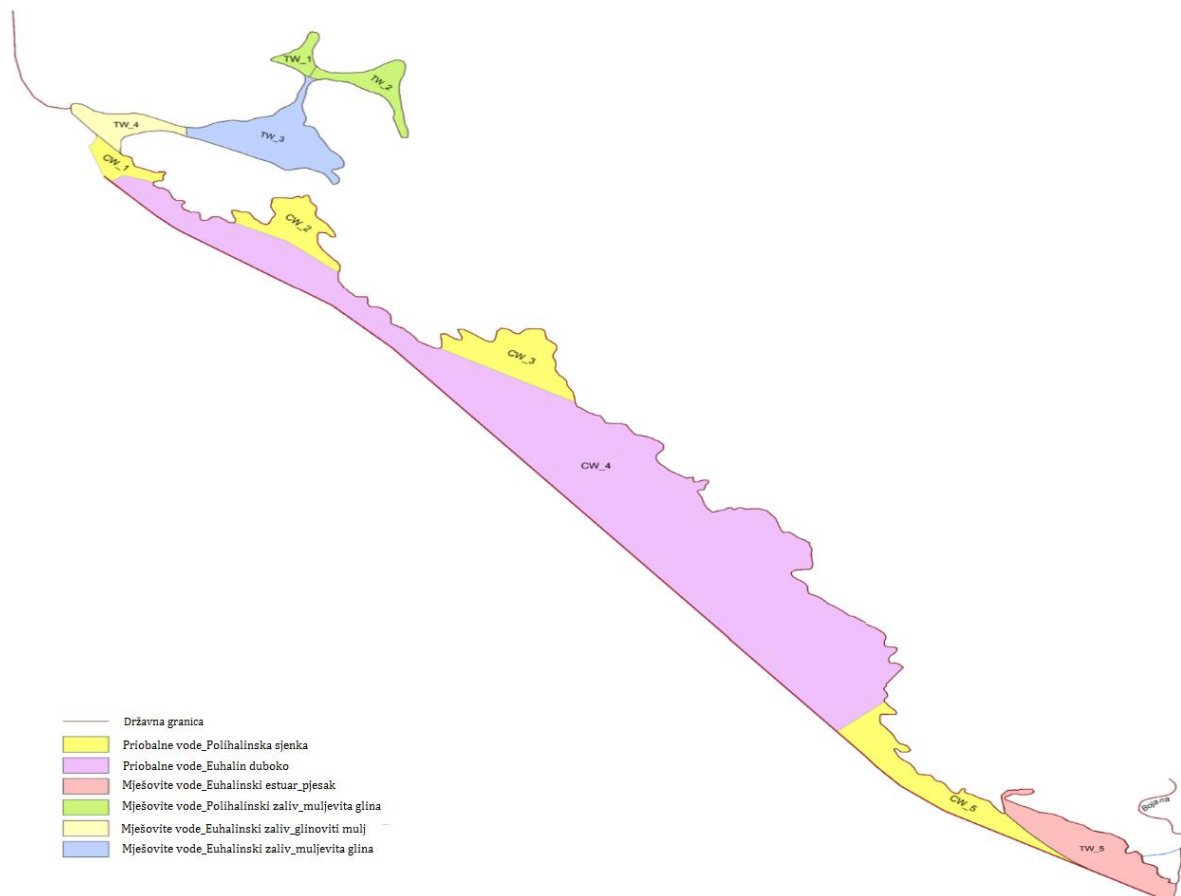 TW_1
TW_2
TW_4
TW_3
CW_1
CW_2
CW_3
CW_4
CW_5
TW_5
Bojana
Državna granica
Priobalne vode_Polihalinska sjenka
Priobalne vode_Euhalin duboko
Mješovite vode_Euhalinski estuar_pjesak
Mješovite vode_Polihalinski zaliv_muljevita glina
Mješovite vode_Euhalinski zaliv_glinoviti mulj
Mješovite vode_Euhalinski zaliv_muljevita glina